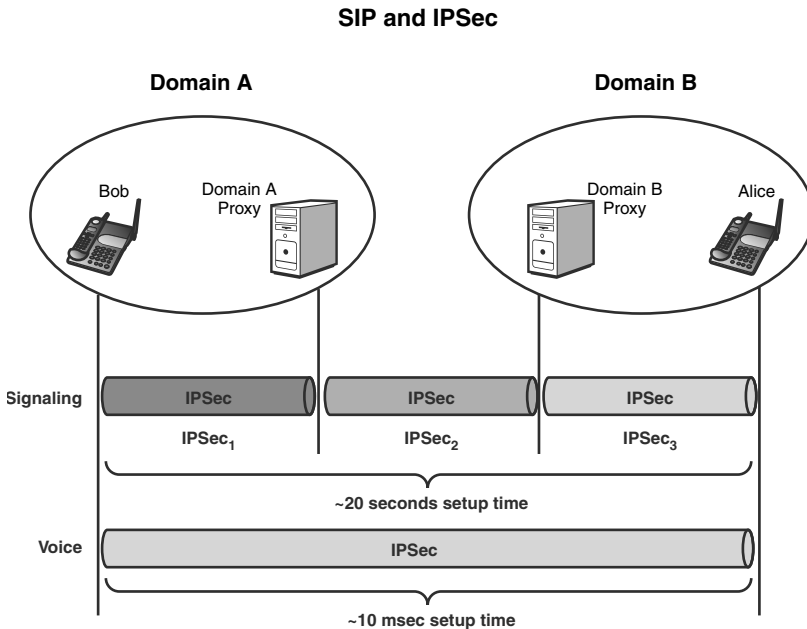 SIP and IPSec
Domain A
Domain B
Bob
Domain A
Proxy
Domain B
Proxy
Alice
Signaling
IPSec
IPSec
IPSec
IPSec1
IPSec2
IPSec3
~20 seconds setup time
Voice
IPSec
~10 msec setup time